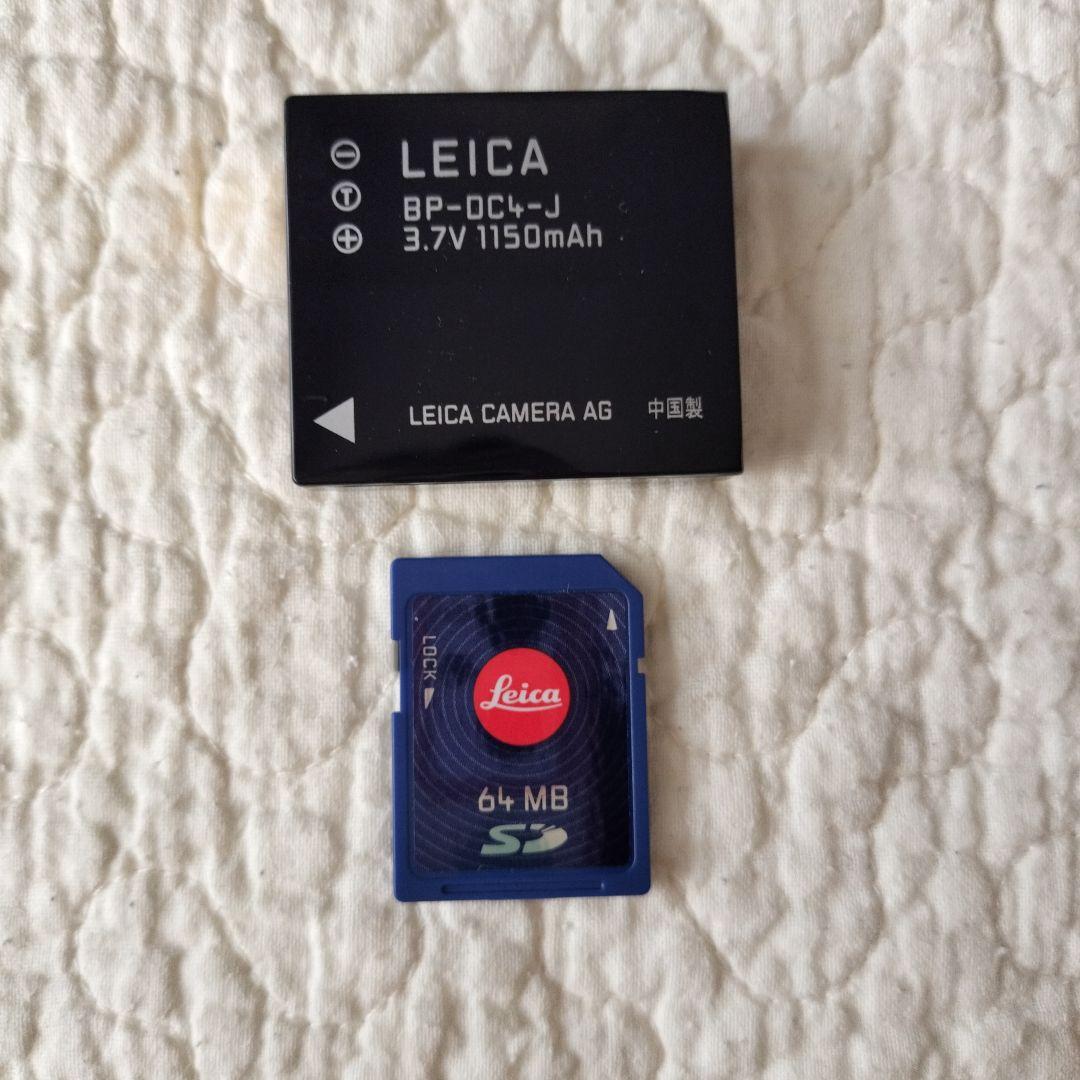 LEICA
BP-DC4-J
3.7V 1150mAh
LEICA CAMERA AG 中国製
LOCK
Leica
64 MB
SD